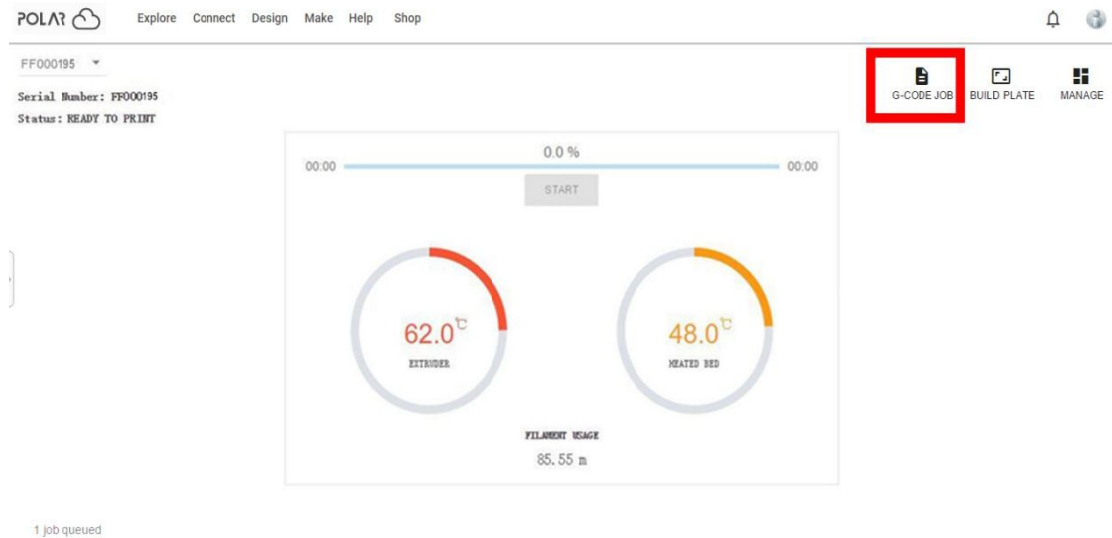 POLAR Explore Connect Design Make Help Shop
FF000195
Serial Number: FF000195
Status: READY TO PRINT
G-CODE JOB BUILD PLATE MANAGE
0.0 %
00:00 00:00
START
62.0℃ 48.0℃
EXTRUDER HEATED BED
FILAMENT USAGE
85.55 m
1 job queued